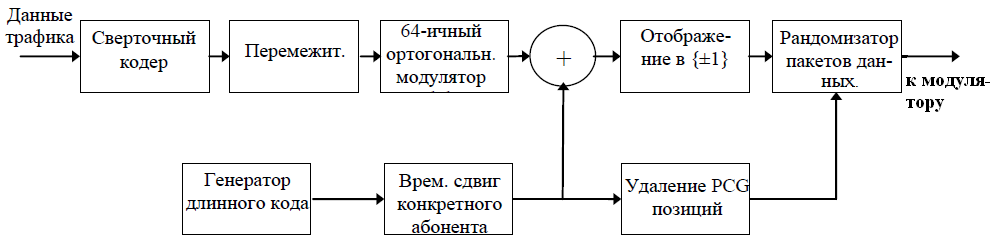 Данные
трафика
Сверточный
кодер
Перемежит.
64-ичный
ортогональн.
модулятор
+
Отображе-
ние в {±1}
Рандомизатор
пакетов дан-
ных.
к модуля-
тору
Генератор
длинного кода
Врем. сдвиг
конкретного
абонента
Удаление PCG
позиций